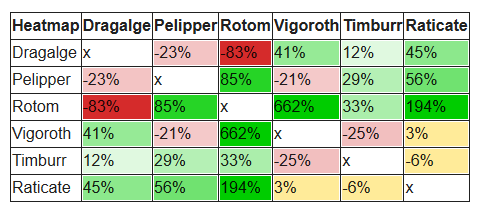 Heatmap Dragalge Pelipper Rotom Vigoroth Timburr Raticate
Dragalge x -23% -83% 41% 12% 45%
Pelipper -23% x 85% -21% 29% 56%
Rotom -83% 85% x 662% 33% 194%
Vigoroth 41% -21% 662% x -25% 3%
Timburr 12% 29% 33% -25% x -6%
Raticate 45% 56% 194% 3% -6% x